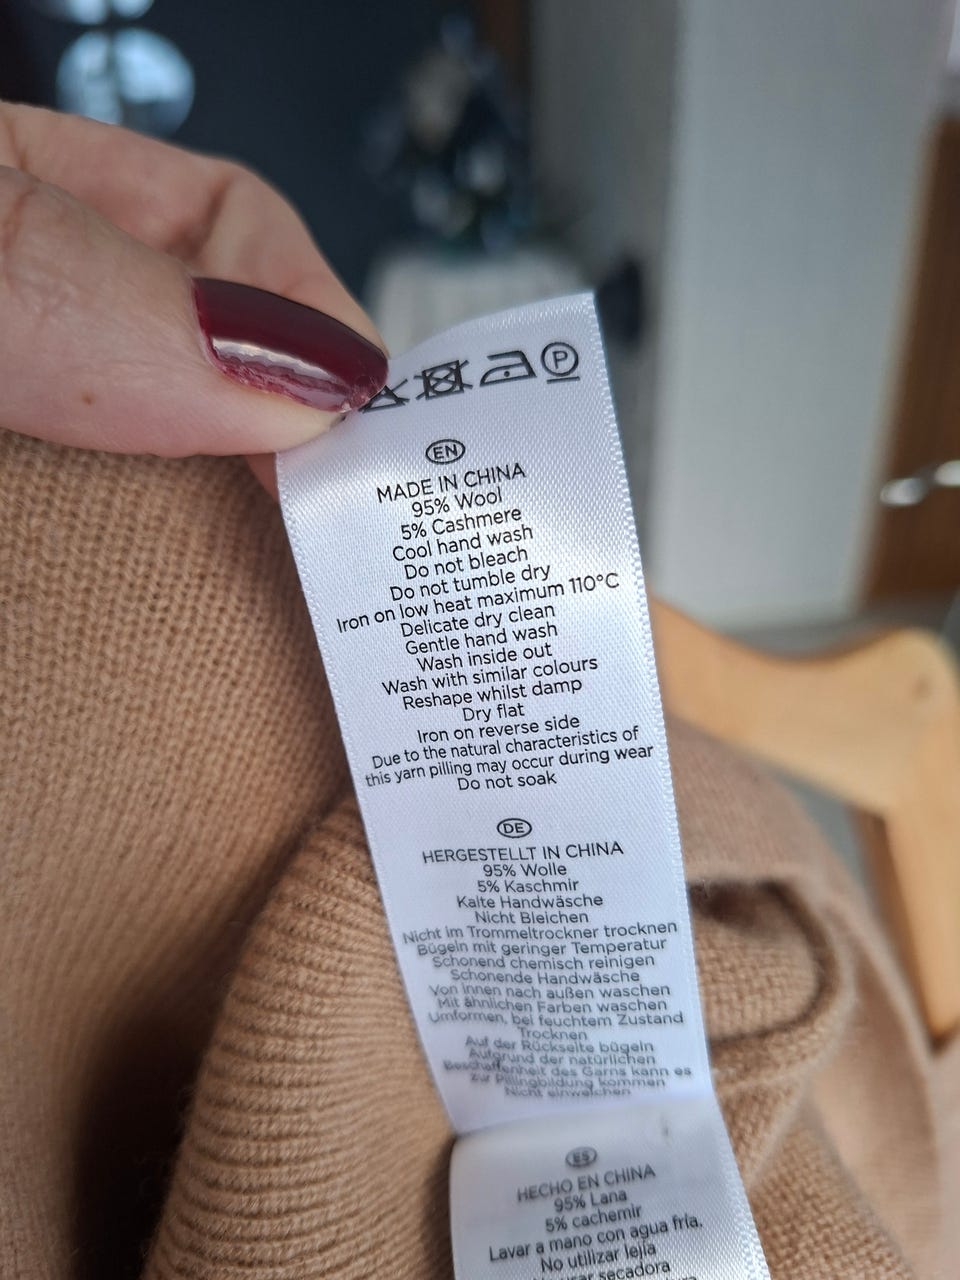 P
EN
MADE IN CHINA
95% Wool
5% Cashmere
Cool hand wash
Do not bleach
Do not tumble dry
Iron on low heat maximum 110°C
Delicate dry clean
Gentle hand wash
Wash inside out
Wash with similar colours
Reshape whilst damp
Dry flat
Iron on reverse side
Due to the natural characteristics of
this yarn pilling may occur during wear
Do not soak
DE
HERGESTELLT IN CHINA
95% Wolle
5% Kaschmir
Kalte Handwäsche
Nicht Bleichen
Nicht im Trommeltrockner trocknen
Bügeln mit geringer Temperatur
Schonend chemisch reinigen
Schonende Handwäsche
Von innen nach außen waschen
Mit ähnlichen Farben waschen
Umformen, bei feuchtem Zustand
Trocknen
Auf der Rückseite bügeln
Aufgrund der natürlichen
Beschaffenheit des Garns kann es
zur Pillingbildung kommen
Nicht einweichen
ES
HECHO EN CHINA
95% Lana
5% cachemir
Lavar a mano con agua fría.
No utilizar lejía
secadora